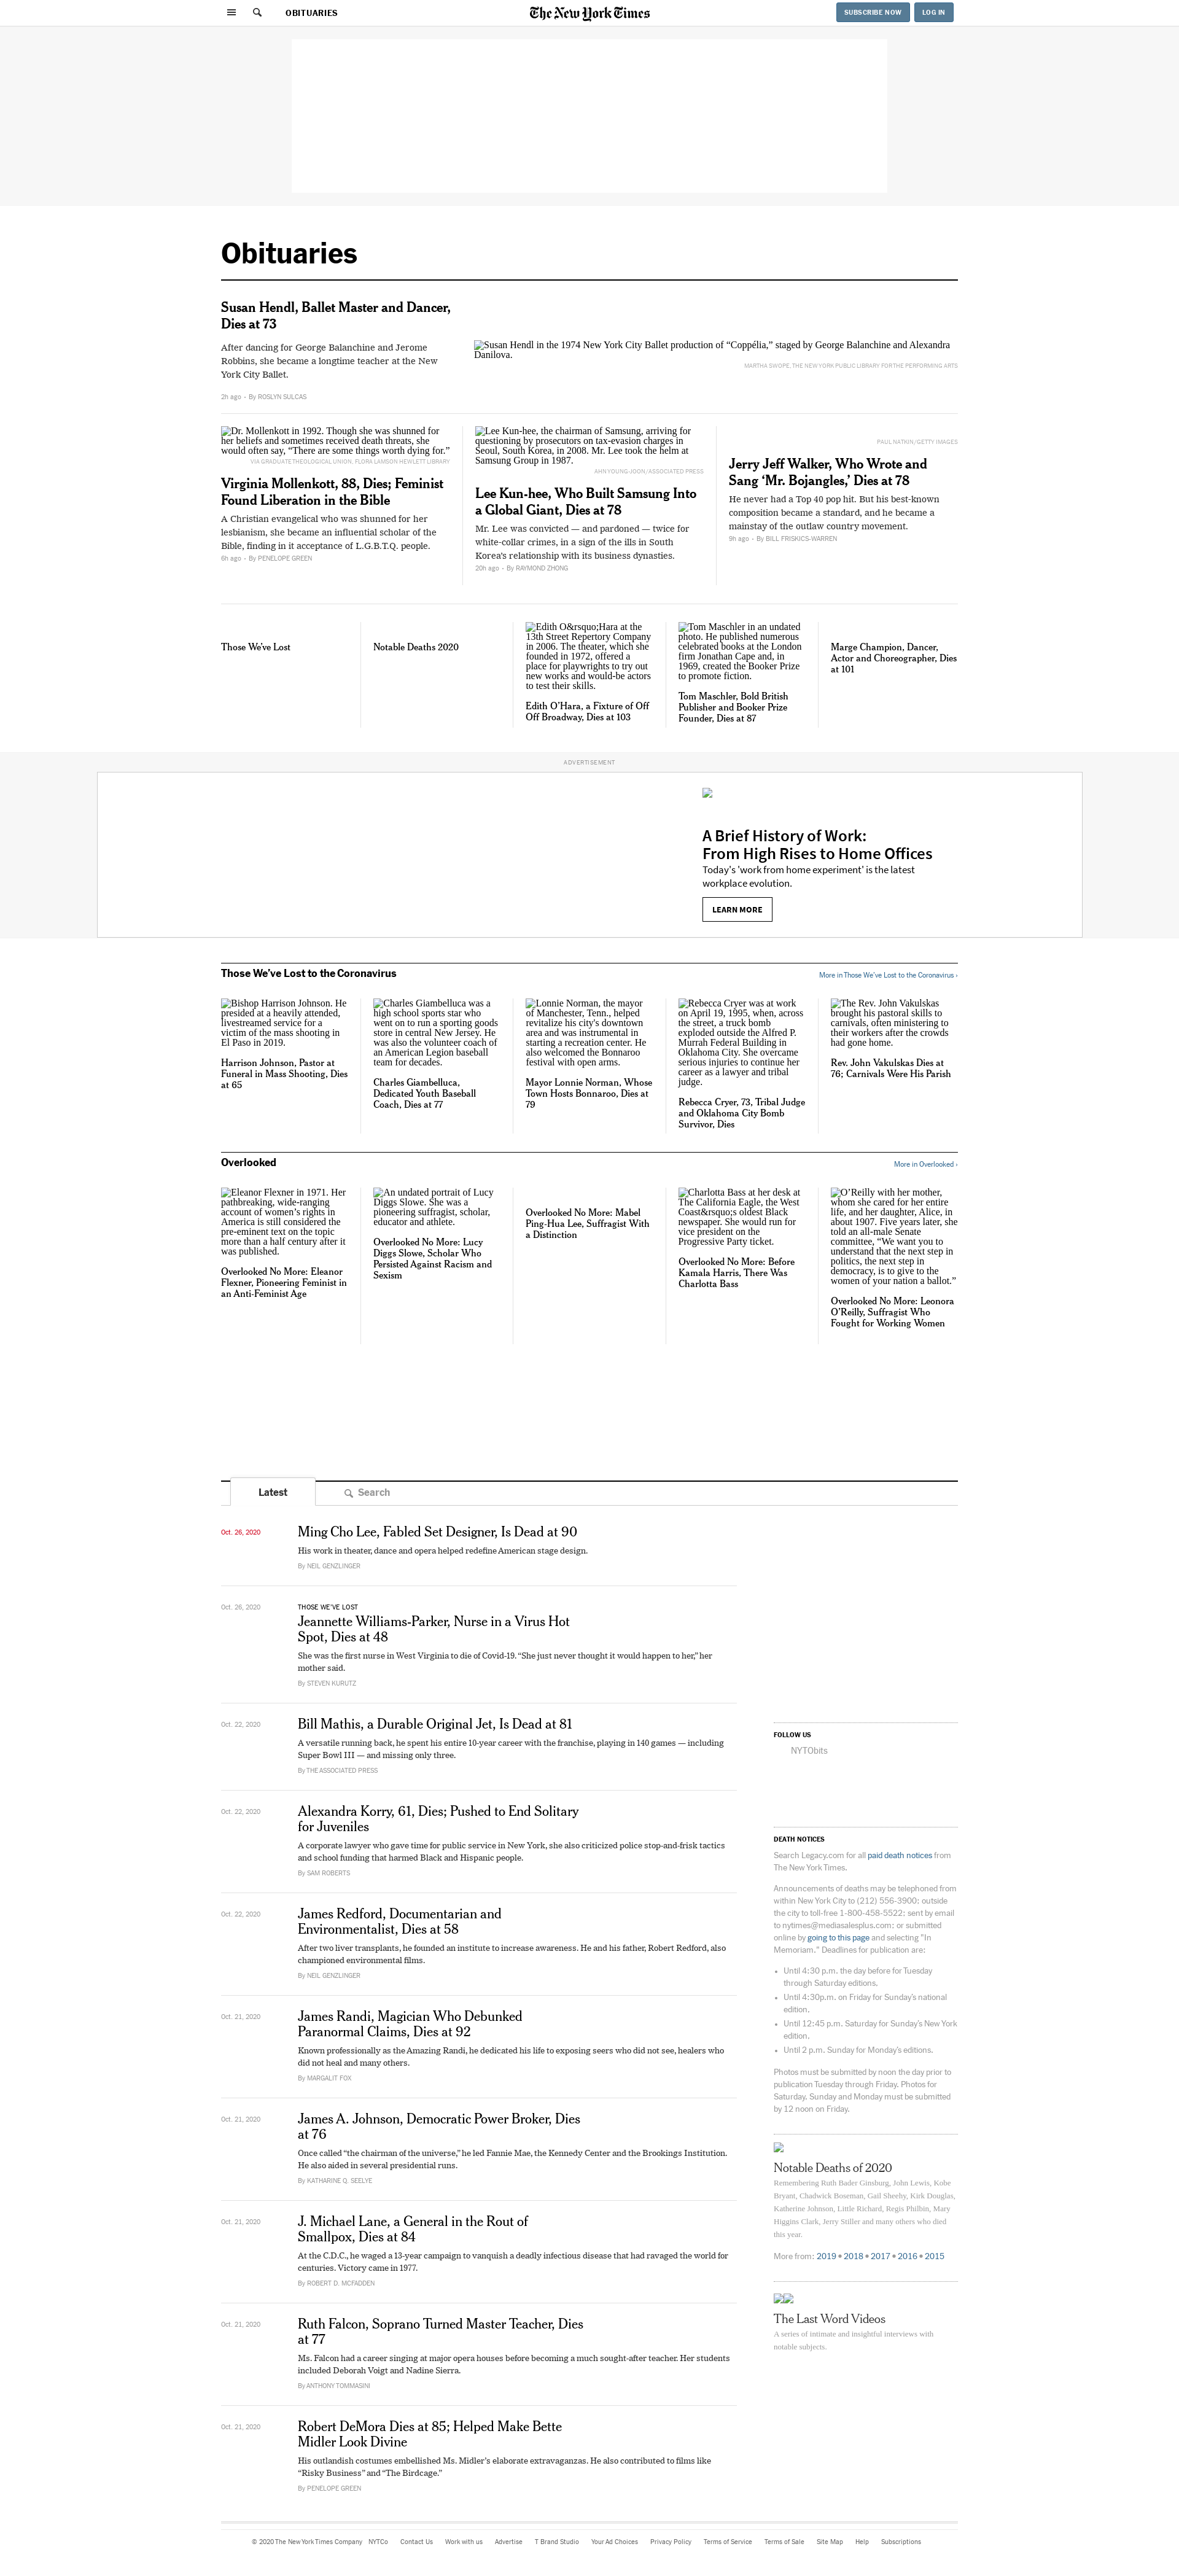 OBITUARIES
The New York Times
SUBSCRIBE NOW
LOG IN
Obituaries
Susan Hendl, Ballet Master and Dancer,
Dies at 73
After dancing for George Balanchine and Jerome
Robbins, she became a longtime teacher at the New
York City Ballet.
2h ago • By ROSLYN SULCAS
Susan Hendl in the 1974 New York City Ballet production of “Coppélia,” staged by George Balanchine and Alexandra
Danilova.
MARTHA SWOPE, THE NEW YORK PUBLIC LIBRARY FOR THE PERFORMING ARTS
Dr. Mollenkott in 1992. Though she was shunned for
her beliefs and sometimes received death threats, she
would often say, “There are some things worth dying for.”
VIA GRADUATE THEOLOGICAL UNION, FLORA LAMSON HEWLETT LIBRARY
Virginia Mollenkott, 88, Dies; Feminist
Found Liberation in the Bible
A Christian evangelical who was shunned for her
lesbianism, she became an influential scholar of the
Bible, finding in it acceptance of L.G.B.T.Q. people.
6h ago • By PENELOPE GREEN
Lee Kun-hee, the chairman of Samsung, arriving for
questioning by prosecutors on tax-evasion charges in
Seoul, South Korea, in 2008. Mr. Lee took the helm at
Samsung Group in 1987.
AHN YOUNG-JOON/ASSOCIATED PRESS
Lee Kun-hee, Who Built Samsung Into
a Global Giant, Dies at 78
Mr. Lee was convicted — and pardoned — twice for
white-collar crimes, in a sign of the ills in South
Korea’s relationship with its business dynasties.
20h ago • By RAYMOND ZHONG
PAUL NATKIN/GETTY IMAGES
Jerry Jeff Walker, Who Wrote and
Sang ‘Mr. Bojangles,’ Dies at 78
He never had a Top 40 pop hit. But his best-known
composition became a standard, and he became a
mainstay of the outlaw country movement.
9h ago • By BILL FRISKICS-WARREN
Those We’ve Lost
Notable Deaths 2020
Edith O&rsquo;Hara at the
13th Street Repertory Company
in 2006. The theater, which she
founded in 1972, offered a
place for playwrights to try out
new works and would-be actors
to test their skills.
Edith O’Hara, a Fixture of Off
Off Broadway, Dies at 103
Tom Maschler in an undated
photo. He published numerous
celebrated books at the London
firm Jonathan Cape and, in
1969, created the Booker Prize
to promote fiction.
Tom Maschler, Bold British
Publisher and Booker Prize
Founder, Dies at 87
Marge Champion, Dancer,
Actor and Choreographer, Dies
at 101
ADVERTISEMENT
A Brief History of Work:
From High Rises to Home Offices
Today's 'work from home experiment' is the latest
workplace evolution.
LEARN MORE
Those We’ve Lost to the Coronavirus
More in Those We’ve Lost to the Coronavirus ›
Bishop Harrison Johnson. He
presided at a heavily attended,
livestreamed service for a
victim of the mass shooting in
El Paso in 2019.
Harrison Johnson, Pastor at
Funeral in Mass Shooting, Dies
at 65
Charles Giambelluca was a
high school sports star who
went on to run a sporting goods
store in central New Jersey. He
was also the volunteer coach of
an American Legion baseball
team for decades.
Charles Giambelluca,
Dedicated Youth Baseball
Coach, Dies at 77
Lonnie Norman, the mayor
of Manchester, Tenn., helped
revitalize his city's downtown
area and was instrumental in
starting a recreation center. He
also welcomed the Bonnaroo
festival with open arms.
Mayor Lonnie Norman, Whose
Town Hosts Bonnaroo, Dies at
79
Rebecca Cryer was at work
on April 19, 1995, when, across
the street, a truck bomb
exploded outside the Alfred P.
Murrah Federal Building in
Oklahoma City. She overcame
serious injuries to continue her
career as a lawyer and tribal
judge.
Rebecca Cryer, 73, Tribal Judge
and Oklahoma City Bomb
Survivor, Dies
The Rev. John Vakulskas
brought his pastoral skills to
carnivals, often ministering to
their workers after the crowds
had gone home.
Rev. John Vakulskas Dies at
76; Carnivals Were His Parish
Overlooked
More in Overlooked ›
Eleanor Flexner in 1971. Her
pathbreaking, wide-ranging
account of women’s rights in
America is still considered the
pre-eminent text on the topic
more than a half century after it
was published.
Overlooked No More: Eleanor
Flexner, Pioneering Feminist in
an Anti-Feminist Age
An undated portrait of Lucy
Diggs Slowe. She was a
pioneering suffragist, scholar,
educator and athlete.
Overlooked No More: Lucy
Diggs Slowe, Scholar Who
Persisted Against Racism and
Sexism
Overlooked No More: Mabel
Ping-Hua Lee, Suffragist With
a Distinction
Charlotta Bass at her desk at
The California Eagle, the West
Coast&rsquo;s oldest Black
newspaper. She would run for
vice president on the
Progressive Party ticket.
Overlooked No More: Before
Kamala Harris, There Was
Charlotta Bass
O’Reilly with her mother,
whom she cared for her entire
life, and her daughter, Alice, in
about 1907. Five years later, she
told an all-male Senate
committee, “We want you to
understand that the next step in
politics, the next step in
democracy, is to give to the
women of your nation a ballot.”
Overlooked No More: Leonora
O’Reilly, Suffragist Who
Fought for Working Women
Latest
Search
Oct. 26, 2020
Ming Cho Lee, Fabled Set Designer, Is Dead at 90
His work in theater, dance and opera helped redefine American stage design.
By NEIL GENZLINGER
Oct. 26, 2020
THOSE WE’VE LOST
Jeannette Williams-Parker, Nurse in a Virus Hot
Spot, Dies at 48
She was the first nurse in West Virginia to die of Covid-19. “She just never thought it would happen to her,” her
mother said.
By STEVEN KURUTZ
Oct. 22, 2020
Bill Mathis, a Durable Original Jet, Is Dead at 81
A versatile running back, he spent his entire 10-year career with the franchise, playing in 140 games — including
Super Bowl III — and missing only three.
By THE ASSOCIATED PRESS
Oct. 22, 2020
Alexandra Korry, 61, Dies; Pushed to End Solitary
for Juveniles
A corporate lawyer who gave time for public service in New York, she also criticized police stop-and-frisk tactics
and school funding that harmed Black and Hispanic people.
By SAM ROBERTS
Oct. 22, 2020
James Redford, Documentarian and
Environmentalist, Dies at 58
After two liver transplants, he founded an institute to increase awareness. He and his father, Robert Redford, also
championed environmental films.
By NEIL GENZLINGER
Oct. 21, 2020
James Randi, Magician Who Debunked
Paranormal Claims, Dies at 92
Known professionally as the Amazing Randi, he dedicated his life to exposing seers who did not see, healers who
did not heal and many others.
By MARGALIT FOX
Oct. 21, 2020
James A. Johnson, Democratic Power Broker, Dies
at 76
Once called “the chairman of the universe,” he led Fannie Mae, the Kennedy Center and the Brookings Institution.
He also aided in several presidential runs.
By KATHARINE Q. SEELYE
Oct. 21, 2020
J. Michael Lane, a General in the Rout of
Smallpox, Dies at 84
At the C.D.C., he waged a 13-year campaign to vanquish a deadly infectious disease that had ravaged the world for
centuries. Victory came in 1977.
By ROBERT D. MCFADDEN
Oct. 21, 2020
Ruth Falcon, Soprano Turned Master Teacher, Dies
at 77
Ms. Falcon had a career singing at major opera houses before becoming a much sought-after teacher. Her students
included Deborah Voigt and Nadine Sierra.
By ANTHONY TOMMASINI
Oct. 21, 2020
Robert DeMora Dies at 85; Helped Make Bette
Midler Look Divine
His outlandish costumes embellished Ms. Midler’s elaborate extravaganzas. He also contributed to films like
“Risky Business” and “The Birdcage.”
By PENELOPE GREEN
FOLLOW US
NYTObits
DEATH NOTICES
Search Legacy.com for all paid death notices from
The New York Times.
Announcements of deaths may be telephoned from
within New York City to (212) 556-3900; outside
the city to toll-free 1-800-458-5522; sent by email
to nytimes@mediasalesplus.com; or submitted
online by going to this page and selecting "In
Memoriam." Deadlines for publication are:
• Until 4:30 p.m. the day before for Tuesday
through Saturday editions.
• Until 4:30p.m. on Friday for Sunday's national
edition.
• Until 12:45 p.m. Saturday for Sunday's New York
edition.
• Until 2 p.m. Sunday for Monday's editions.
Photos must be submitted by noon the day prior to
publication Tuesday through Friday. Photos for
Saturday, Sunday and Monday must be submitted
by 12 noon on Friday.
Notable Deaths of 2020
Remembering Ruth Bader Ginsburg, John Lewis, Kobe
Bryant, Chadwick Boseman, Gail Sheehy, Kirk Douglas,
Katherine Johnson, Little Richard, Regis Philbin, Mary
Higgins Clark, Jerry Stiller and many others who died
this year.
More from: 2019 • 2018 • 2017 • 2016 • 2015
The Last Word Videos
A series of intimate and insightful interviews with
notable subjects.
© 2020 The New York Times Company NYTCo Contact Us Work with us Advertise T Brand Studio Your Ad Choices Privacy Policy Terms of Service Terms of Sale Site Map Help Subscriptions